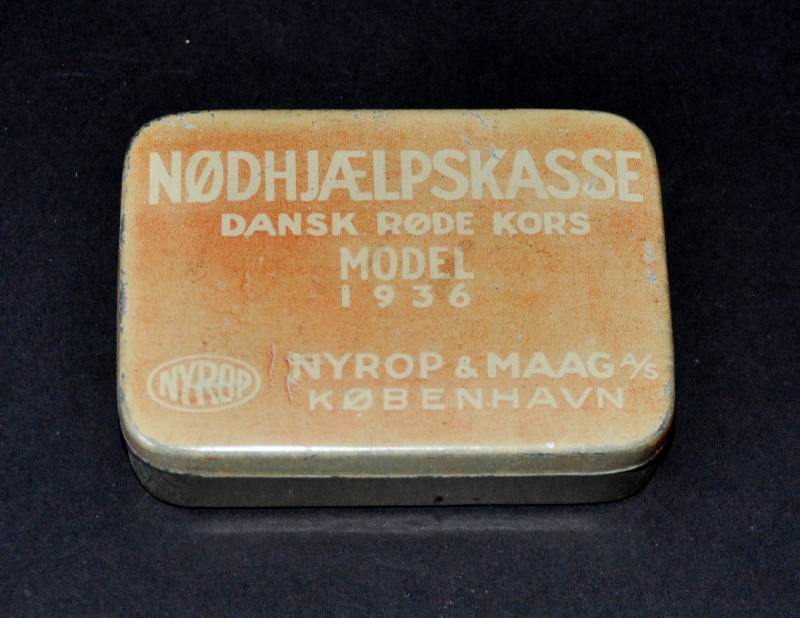 NØDHJÆLPSKASSE
DANSK RØDE KORS
MODEL
1936
NYROP
NYROP & MAAG A/S
KØBENHAVN